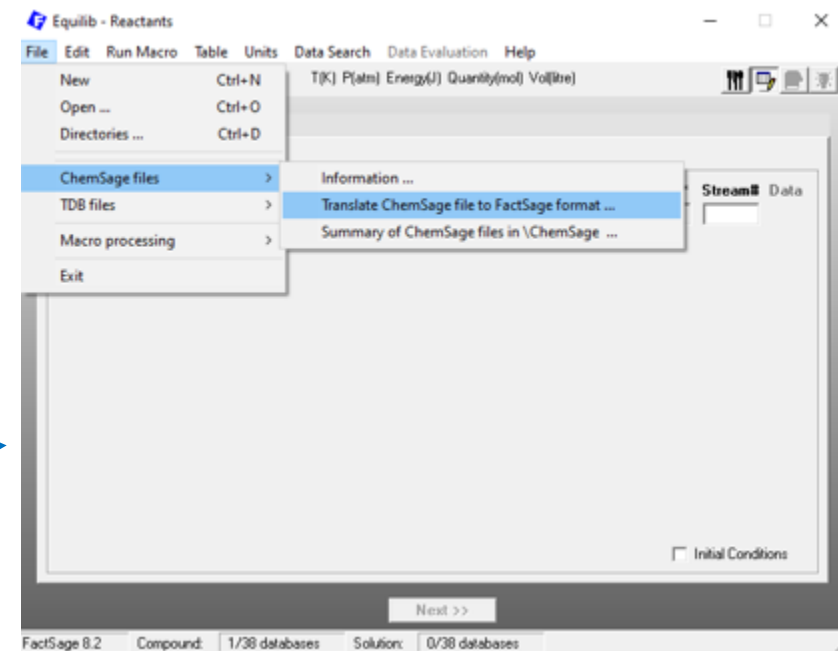 Equilib - Reactants
File Edit Run Macro Table Units Data Search Data Evaluation Help
New Ctrl+N T(K) P(atm) Energy(J) Quantity(mol) Vol(litre)
Open ... Ctrl+O
Directories ... Ctrl+D
ChemSage files > Information ... Stream# Data
TDB files > Translate ChemSage file to FactSage format ...
Macro processing > Summary of ChemSage files in \ChemSage ...
Exit
Initial Conditions
Next >>
FactSage 8.2 Compound: 1/38 databases Solution: 0/38 databases